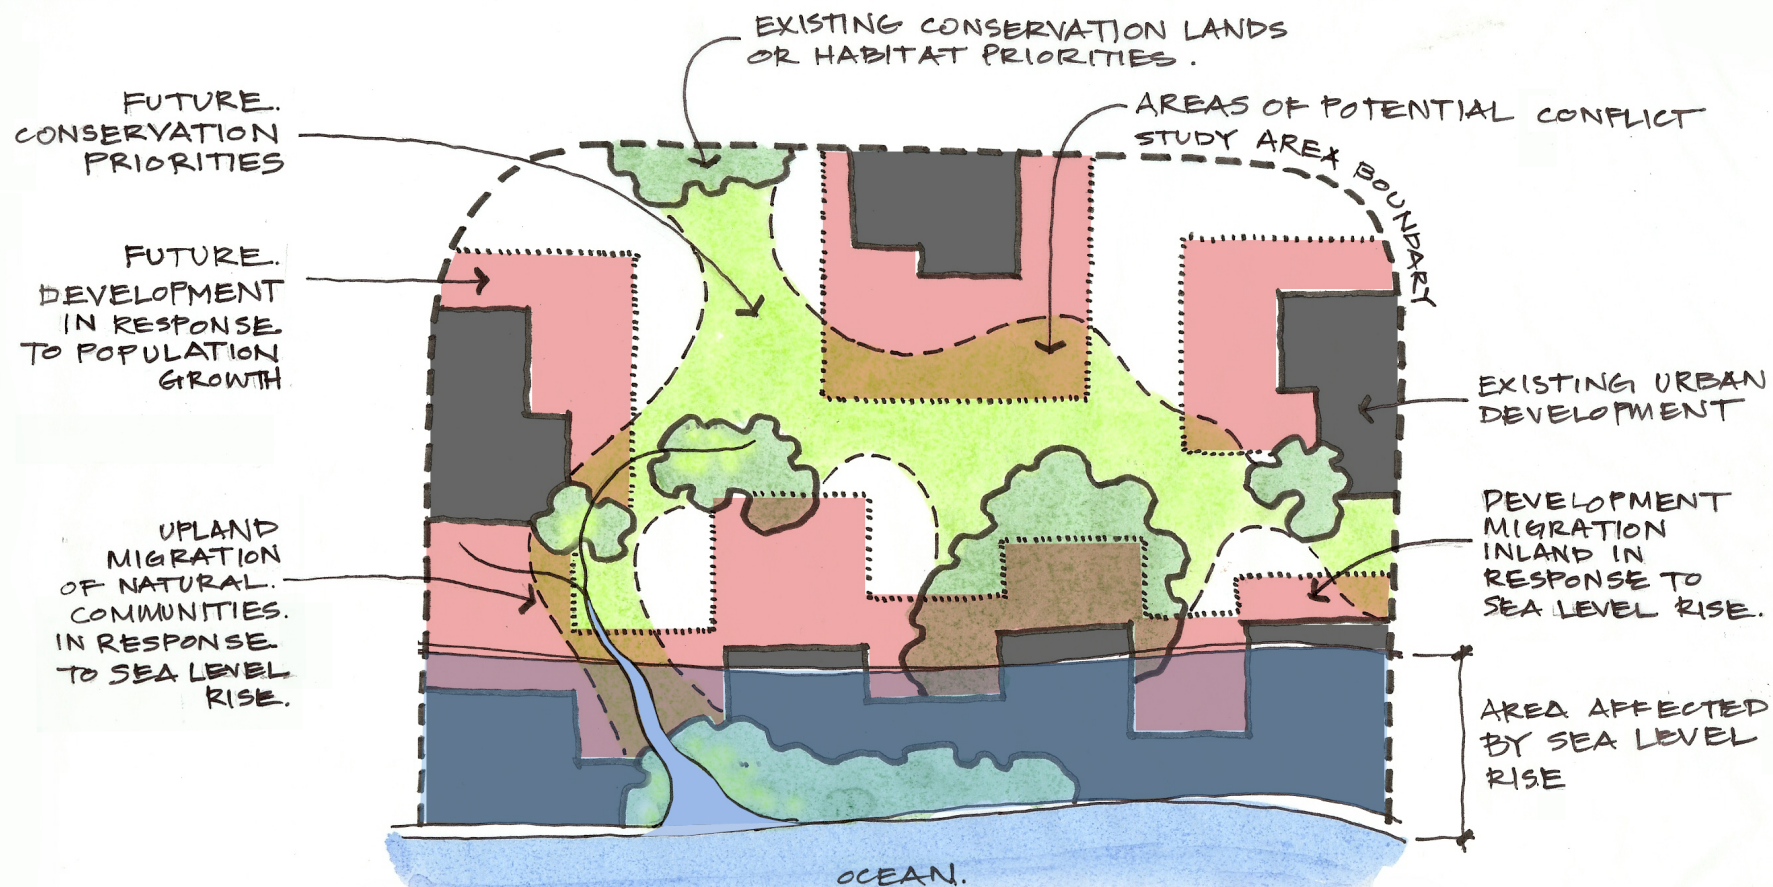 EXISTING CONSERVATION LANDS
OR HABITAT PRIORITIES.
FUTURE.
CONSERVATION
PRIORITIES
AREAS OF POTENTIAL CONFLICT
STUDY AREA BOUNDARY
FUTURE.
DEVELOPMENT
IN RESPONSE
TO POPULATION
GROWTH
EXISTING URBAN
DEVELOPMENT
UPLAND
MIGRATION
OF NATURAL.
COMMUNITIES.
IN RESPONSE
TO SEA LEVEL
RISE.
DEVELOPMENT
MIGRATION
INLAND IN
RESPONSE TO
SEA LEVEL RISE.
AREA AFFECTED
BY SEA LEVEL
RISE
OCEAN.